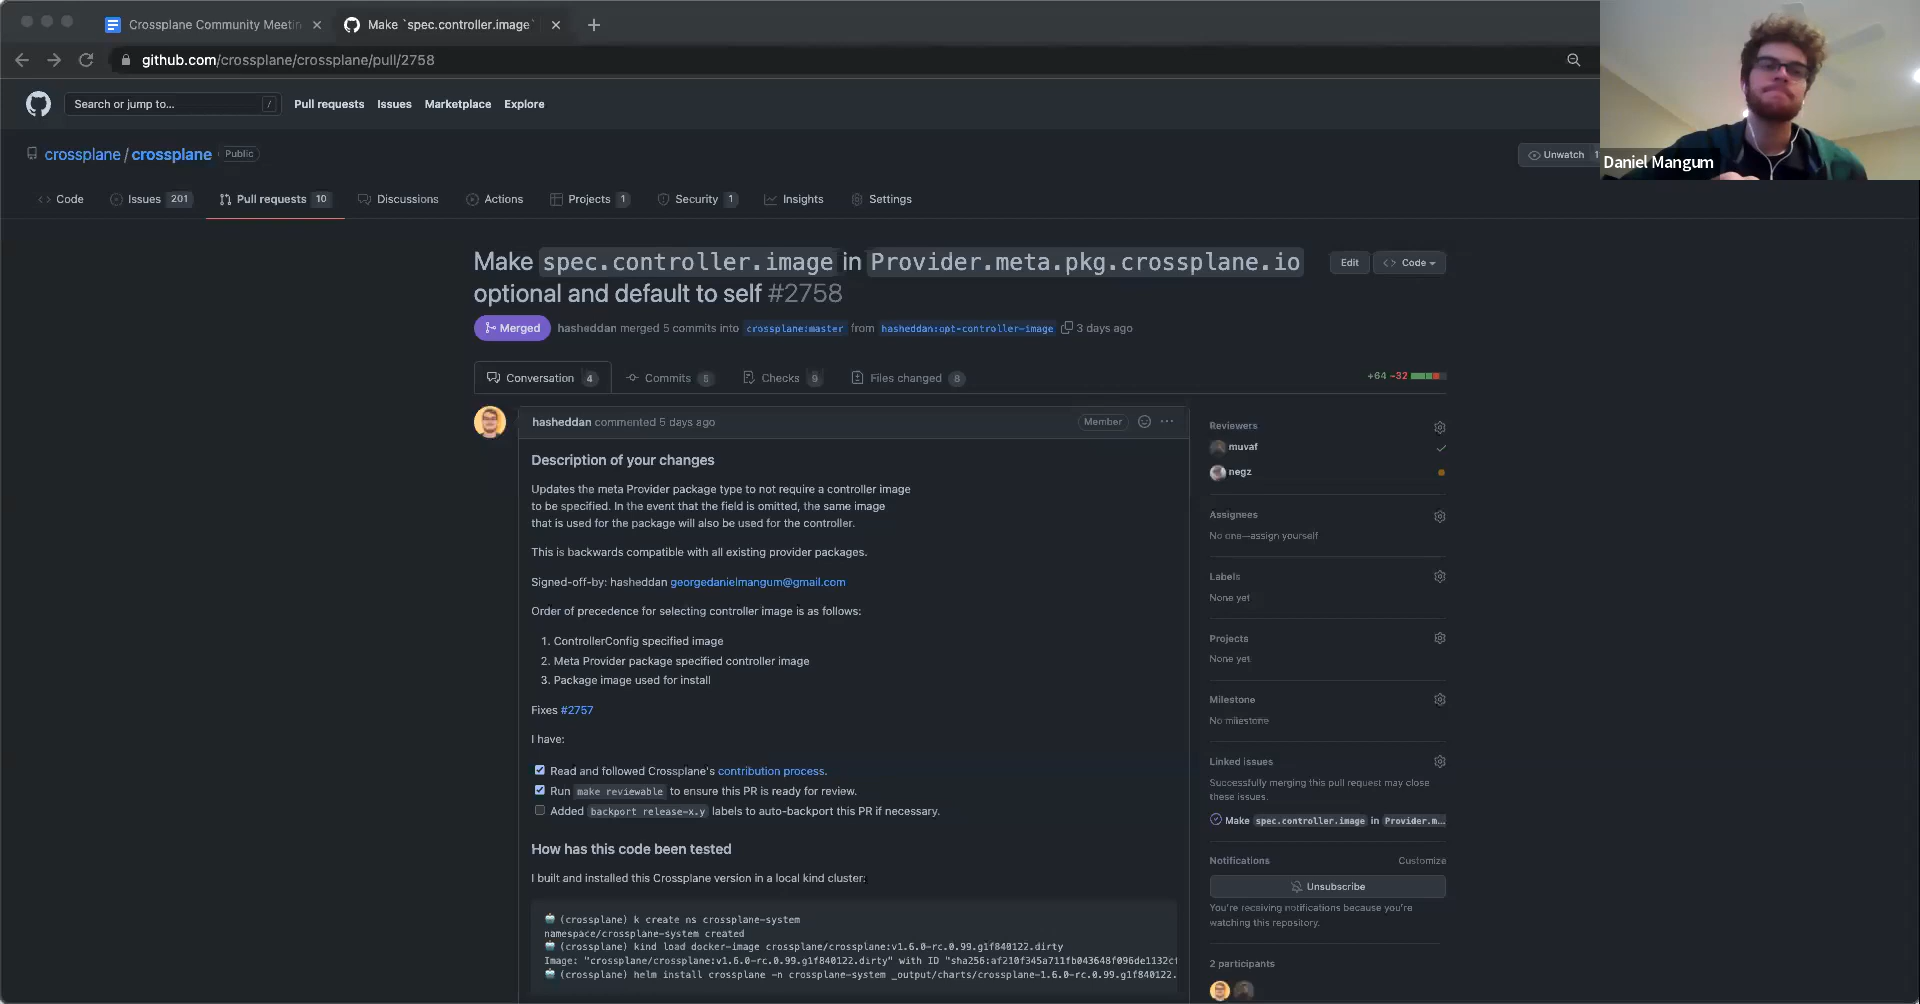 Crossplane Community Meetin
Make `spec.controller.image`
github.com/crossplane/crossplane/pull/2758
Search or jump to... /
Pull requests Issues Marketplace Explore
crossplane / crossplane Public
Unwatch 1
Daniel Mangum
Code Issues 201 Pull requests 10 Discussions Actions Projects 1 Security 1 Insights Settings
Make spec.controller.image in Provider.meta.pkg.crossplane.io
optional and default to self #2758
Edit <> Code
Merged hasheddan merged 5 commits into crossplane:master from hasheddan:opt-controller-image 3 days ago
Conversation 4 Commits 5 Checks 9 Files changed 8
+64 −32
hasheddan commented 5 days ago
Member
Description of your changes
Updates the meta Provider package type to not require a controller image
to be specified. In the event that the field is omitted, the same image
that is used for the package will also be used for the controller.
This is backwards compatible with all existing provider packages.
Signed-off-by: hasheddan georgedanielmangum@gmail.com
Order of precedence for selecting controller image is as follows:
1. ControllerConfig specified image
2. Meta Provider package specified controller image
3. Package image used for install
Fixes #2757
I have:
Read and followed Crossplane's contribution process.
Run make reviewable to ensure this PR is ready for review.
Added backport release-x.y labels to auto-backport this PR if necessary.
How has this code been tested
I built and installed this Crossplane version in a local kind cluster:
(crossplane) k create ns crossplane-system
namespace/crossplane-system created
(crossplane) kind load docker-image crossplane/crossplane:v1.6.0-rc.0.99.g1f840122.dirty
Image: "crossplane/crossplane:v1.6.0-rc.0.99.g1f840122.dirty" with ID "sha256:af210f345a711fb043648f096de1132cf
(crossplane) helm install crossplane -n crossplane-system _output/charts/crossplane-1.6.0-rc.0.99.g1f840122.
Reviewers
muvaf
negz
Assignees
No one—assign yourself
Labels
None yet
Projects
None yet
Milestone
No milestone
Linked issues
Successfully merging this pull request may close
these issues.
Make spec.controller.image in Provider.m...
Notifications Customize
Unsubscribe
You're receiving notifications because you're
watching this repository.
2 participants